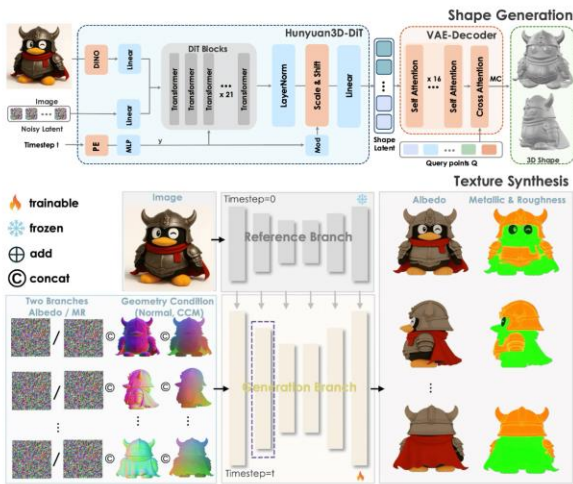 Shape Generation
Hunyuan3D-DiT
VAE-Decoder
DiT Blocks
DINO
Linear
Transformer
Transformer
Transformer
•••
x 21
Transformer
LayerNorm
Scale & Shift
Linear
Self Attention
x 16
•••
Self Attention
Cross Attention
MC
Image
Noisy Latent
Linear
Timestep t
PE
MLP
y
Mod
Shape
Latent
Query points Q
3D Shape
Texture Synthesis
trainable
frozen
add
C concat
Image
Timestep=0
Reference Branch
Albedo
Metallic & Roughness
Two Branches
Albedo / MR
Geometry Condition
(Normal, CCM)
/
©
©
/
©
©
/
©
©
Generation Branch
Timestep=t